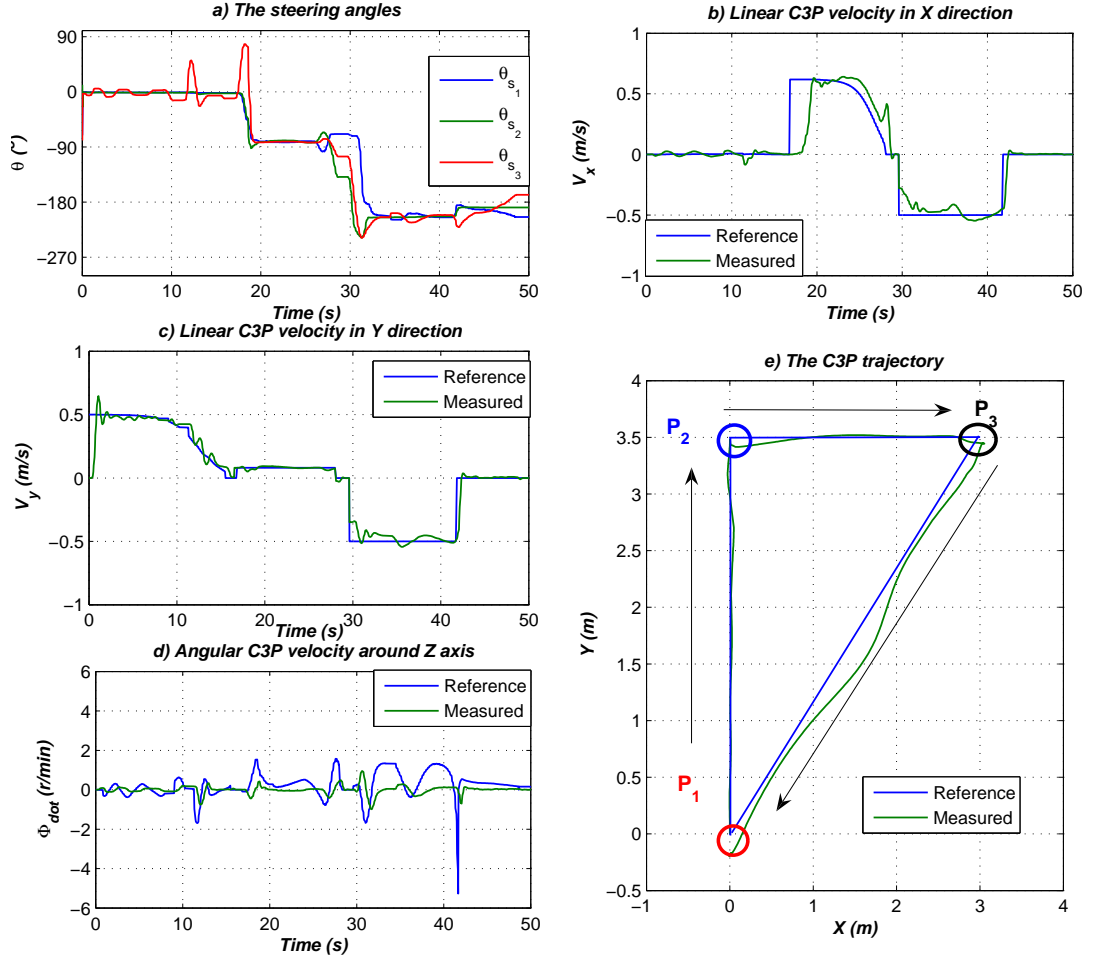 a) The steering angles
90
0
−90
−180
−270
θ (°)
θs1
θs2
θs3
0
10
20
30
40
50
Time (s)
b) Linear C3P velocity in X direction
1
0.5
0
−0.5
−1
V_x (m/s)
Reference
Measured
0
10
20
30
40
50
Time (s)
c) Linear C3P velocity in Y direction
1
0.5
0
−0.5
−1
V_y (m/s)
Reference
Measured
0
10
20
30
40
50
Time (s)
d) Angular C3P velocity around Z axis
6
4
2
0
−2
−4
−6
Φdot (r/min)
Reference
Measured
0
10
20
30
40
50
Time (s)
e) The C3P trajectory
4
3.5
3
2.5
2
1.5
1
0.5
0
−0.5
Y (m)
P2
P3
P1
Reference
Measured
−1
0
1
2
3
4
X (m)